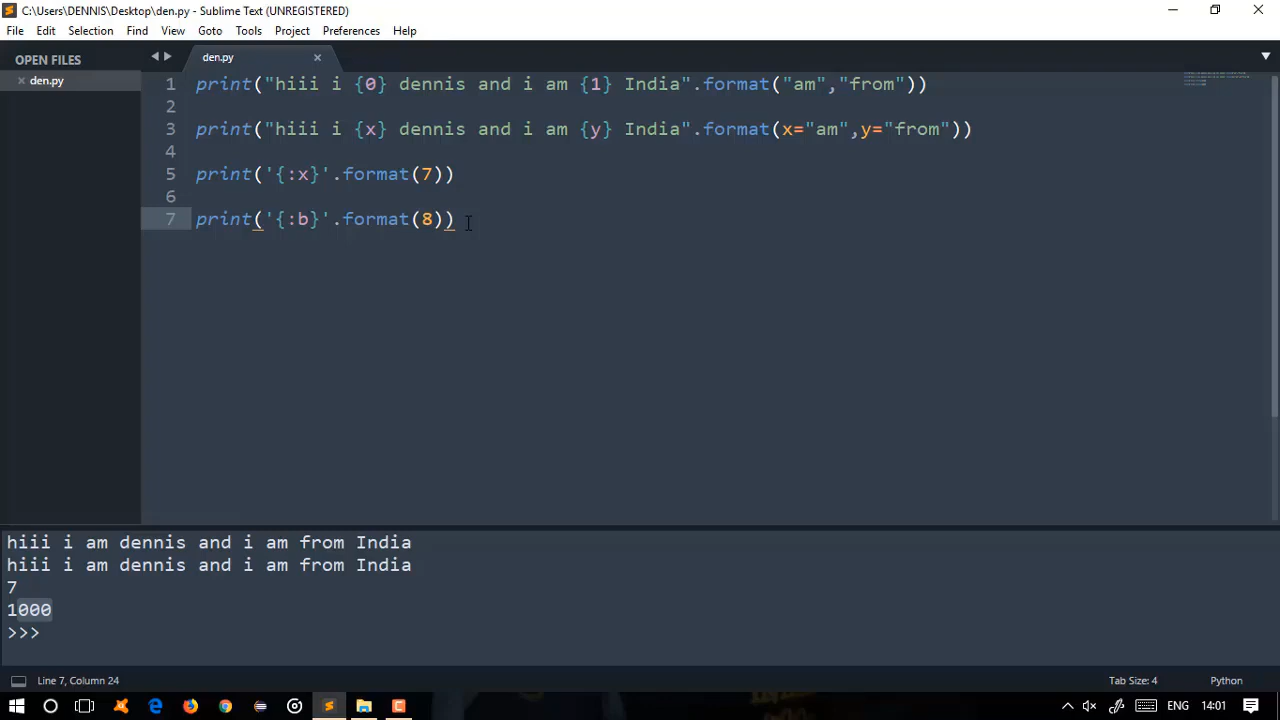 C:\Users\DENNIS\Desktop\den.py - Sublime Text (UNREGISTERED)
File Edit Selection Find View Goto Tools Project Preferences Help
OPEN FILES
den.py
den.py
1 print("hiii i {0} dennis and i am {1} India".format("am","from"))
2
3 print("hiii i {x} dennis and i am {y} India".format(x="am",y="from"))
4
5 print('{:x}'.format(7))
6
7 print('{:b}'.format(8))
hiii i am dennis and i am from India
hiii i am dennis and i am from India
7
1000
>>>
Line 7, Column 24 Tab Size: 4 Python
ENG 14:01